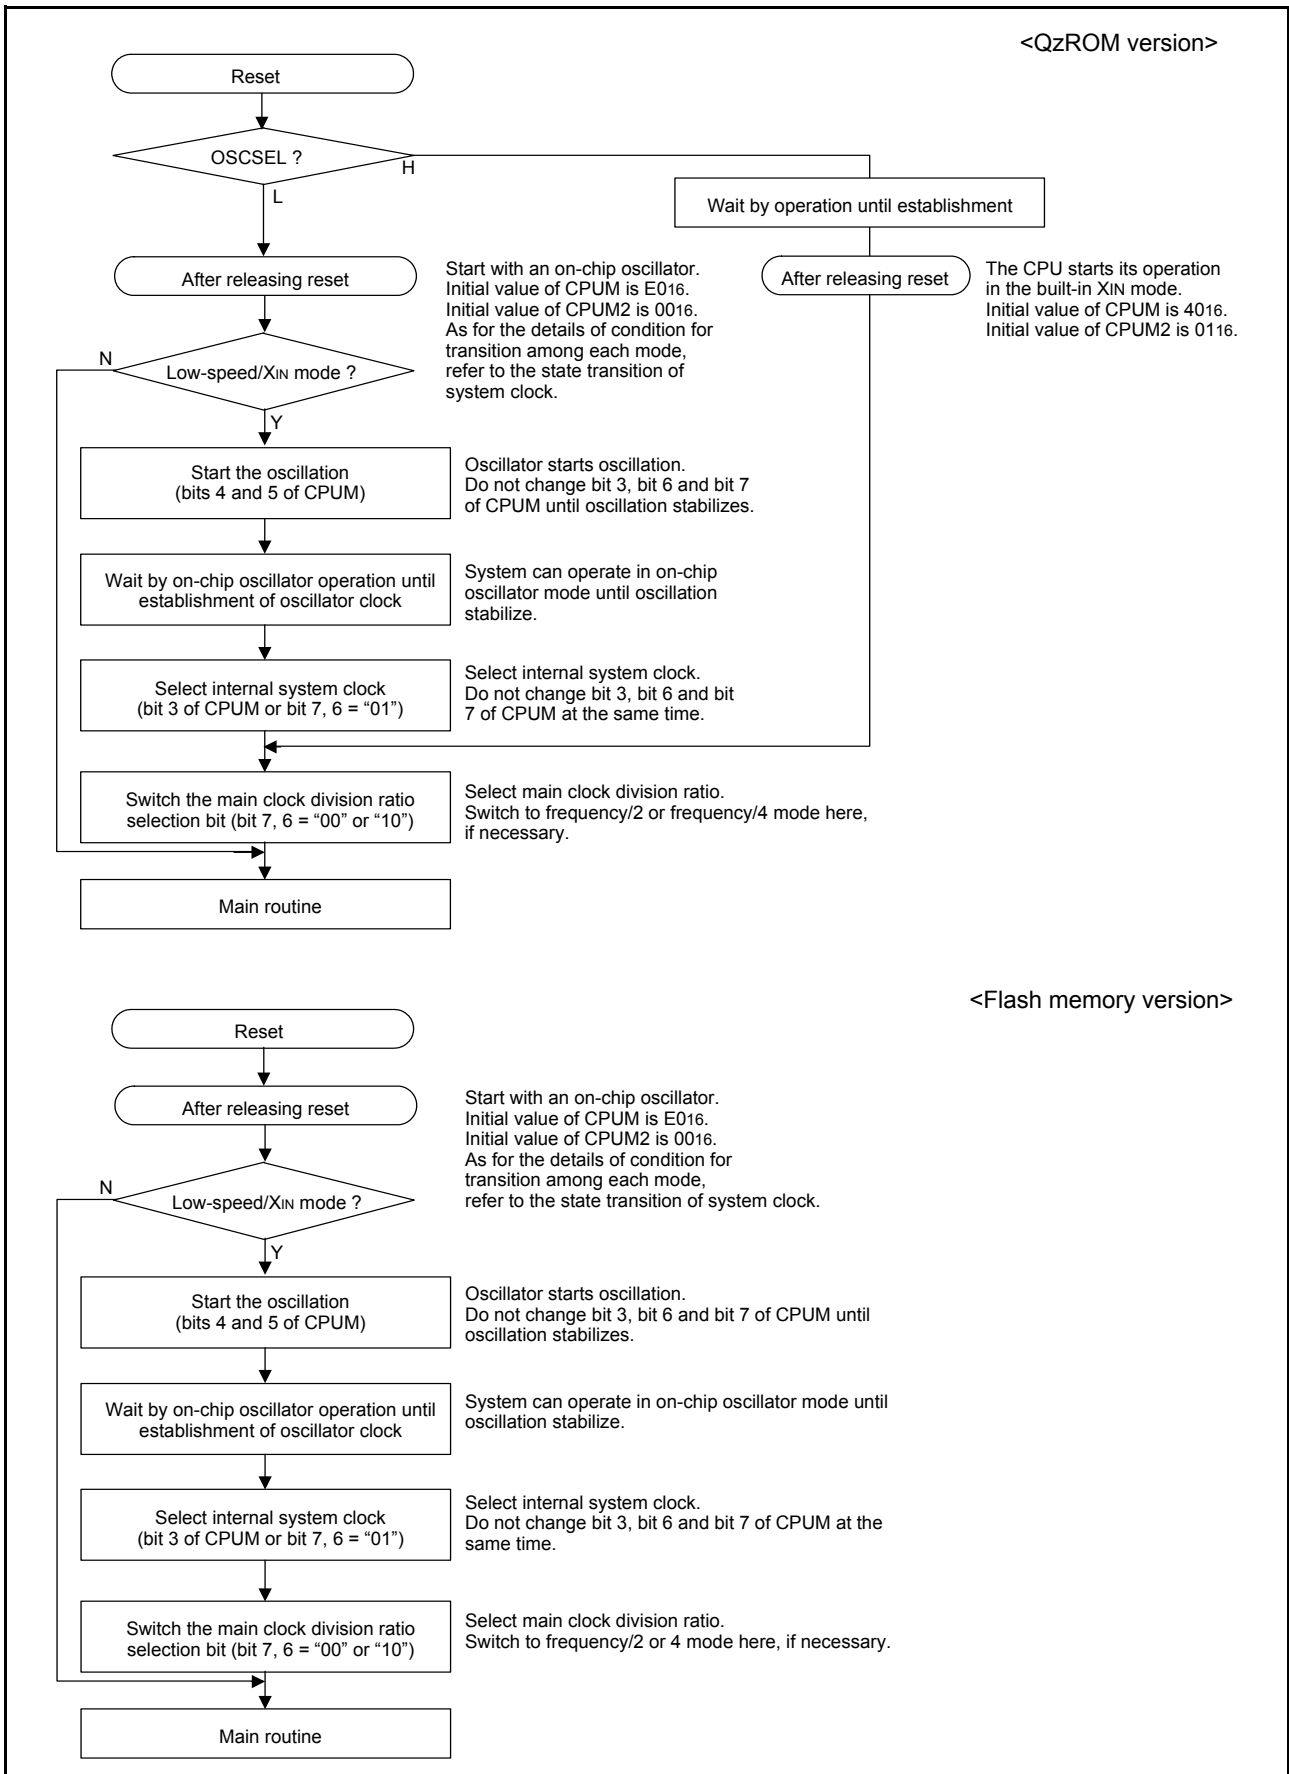 <QzROM version>
Reset
OSCSEL ?
H
L
Wait by operation until establishment
After releasing reset
Start with an on-chip oscillator.
Initial value of CPUM is E016.
Initial value of CPUM2 is 0016.
As for the details of condition for
transition among each mode,
refer to the state transition of
system clock.
After releasing reset
The CPU starts its operation
in the built-in XIN mode.
Initial value of CPUM is 4016.
Initial value of CPUM2 is 0116.
N
Low-speed/XIN mode ?
Y
Start the oscillation
(bits 4 and 5 of CPUM)
Oscillator starts oscillation.
Do not change bit 3, bit 6 and bit 7
of CPUM until oscillation stabilizes.
Wait by on-chip oscillator operation until
establishment of oscillator clock
System can operate in on-chip
oscillator mode until oscillation
stabilize.
Select internal system clock
(bit 3 of CPUM or bit 7, 6 = “01”)
Select internal system clock.
Do not change bit 3, bit 6 and bit
7 of CPUM at the same time.
Switch the main clock division ratio
selection bit (bit 7, 6 = “00” or “10”)
Select main clock division ratio.
Switch to frequency/2 or frequency/4 mode here,
if necessary.
Main routine
<Flash memory version>
Reset
After releasing reset
Start with an on-chip oscillator.
Initial value of CPUM is E016.
Initial value of CPUM2 is 0016.
As for the details of condition for
transition among each mode,
refer to the state transition of system clock.
N
Low-speed/XIN mode ?
Y
Start the oscillation
(bits 4 and 5 of CPUM)
Oscillator starts oscillation.
Do not change bit 3, bit 6 and bit 7 of CPUM until
oscillation stabilizes.
Wait by on-chip oscillator operation until
establishment of oscillator clock
System can operate in on-chip oscillator mode until
oscillation stabilize.
Select internal system clock
(bit 3 of CPUM or bit 7, 6 = “01”)
Select internal system clock.
Do not change bit 3, bit 6 and bit 7 of CPUM at the
same time.
Switch the main clock division ratio
selection bit (bit 7, 6 = “00” or “10”)
Select main clock division ratio.
Switch to frequency/2 or 4 mode here, if necessary.
Main routine